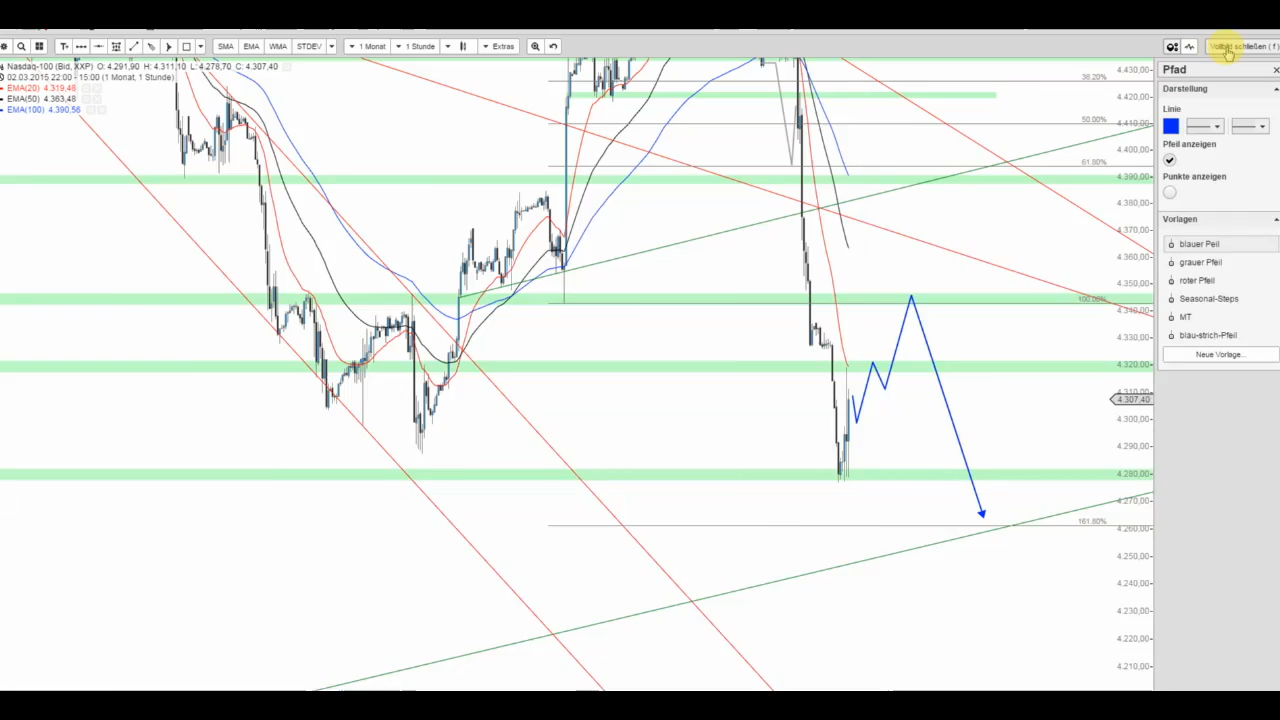 SMA EMA WMA STDEV 1 Monat 1 Stunde Extras
Nasdaq-100 (Bid, XXP) O: 4.291,90 H: 4.311,10 L: 4.278,70 C: 4.307,40
02.03.2015 22:00 - 15.00 (1 Monat, 1 Stunde)
EMA(20) 4.319,48
EMA(50) 4.363,48
EMA(100) 4.390,56
38.20%
50.00%
61.80%
100.00%
161.80%
4.430,00
4.420,00
4.410,00
4.400,00
4.390,00
4.380,00
4.370,00
4.360,00
4.350,00
4.340,00
4.330,00
4.320,00
4.310,00
4.307,40
4.300,00
4.290,00
4.280,00
4.270,00
4.260,00
4.250,00
4.240,00
4.230,00
4.220,00
4.210,00
schließen ( f )
Pfad
Darstellung
Linie
Pfeil anzeigen
Punkte anzeigen
Vorlagen
blauer Peil
grauer Pfeil
roter Pfeil
Seasonal-Steps
MT
blau-strich-Pfeil
Neue Vorlage...